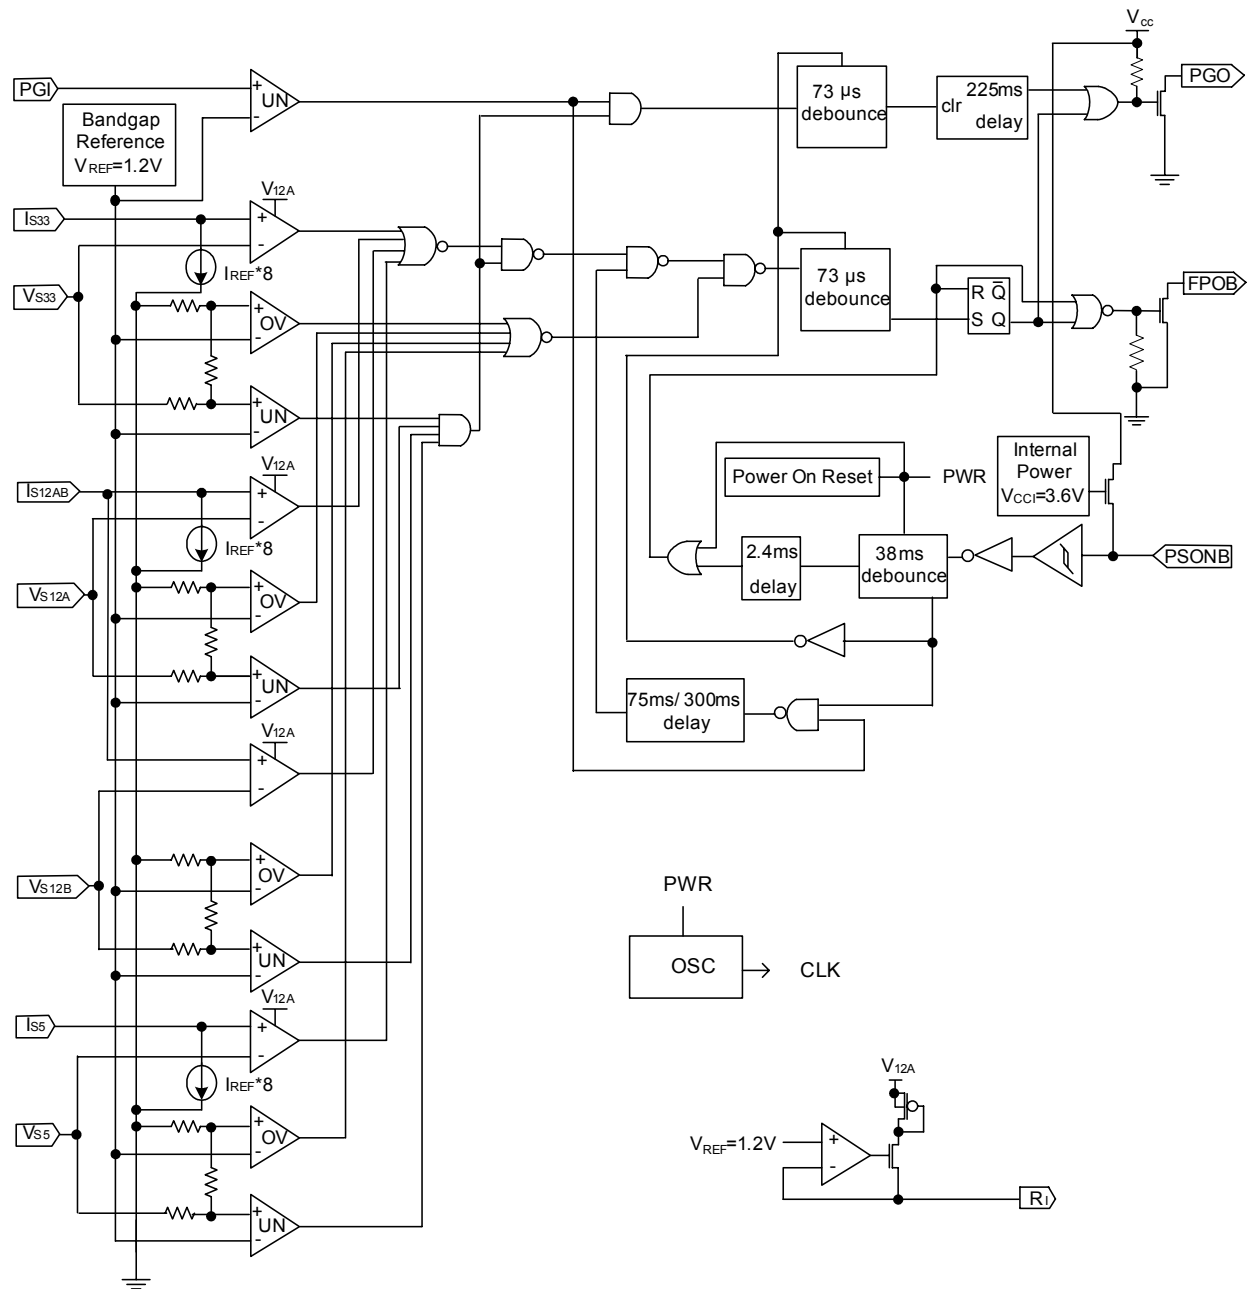 Vcc
PGI
+
UN
-
73 µs
debounce
225ms
clr
delay
PGO
Bandgap
Reference
VREF=1.2V
V12A
IS33
+
-
IREF*8
VS33
+
OV
-
73 µs
debounce
R Q̅
S Q
FPOB
+
UN
-
V12A
IS12AB
+
-
IREF*8
Power On Reset
PWR
Internal
Power
VCCI=3.6V
2.4ms
delay
38ms
debounce
PSONB
VS12A
+
OV
-
+
UN
-
75ms/ 300ms
delay
V12A
+
-
VS12B
+
OV
-
PWR
OSC
CLK
+
UN
-
V12A
IS5
+
-
IREF*8
VS5
+
OV
-
V12A
VREF=1.2V
+
-
RI
+
UN
-